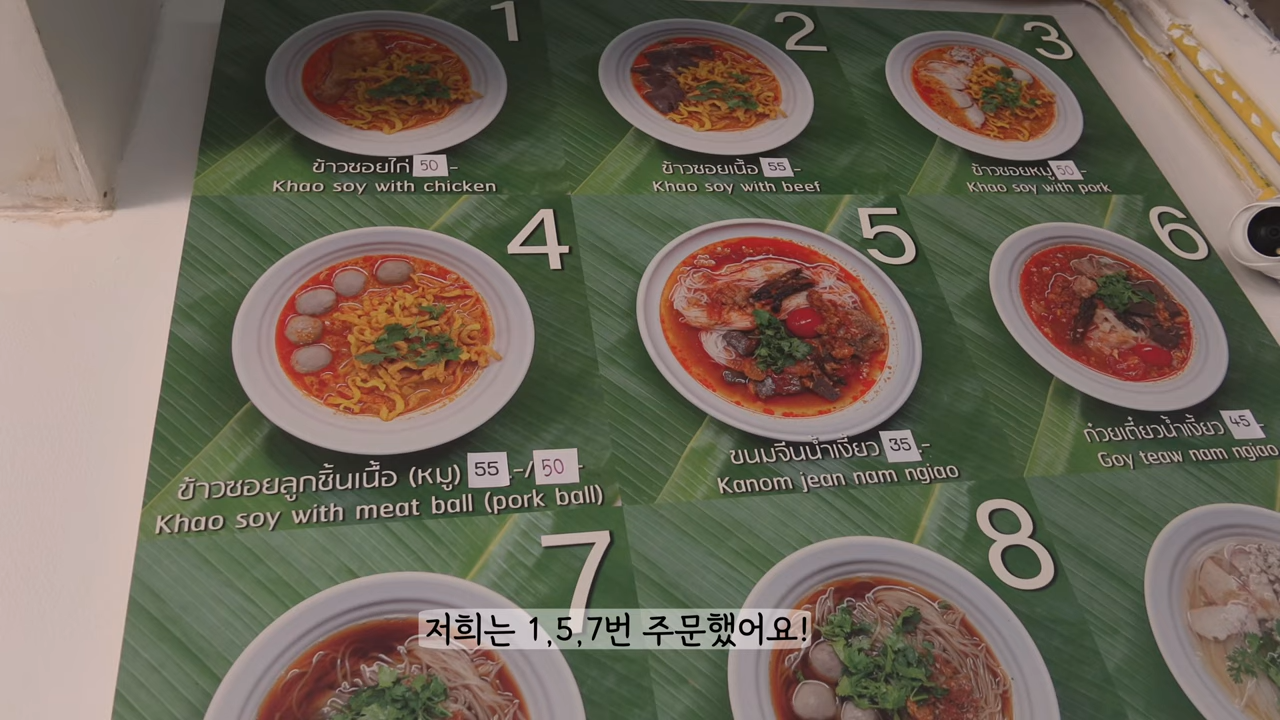 1
ข้าวซอยไก่ 50.-
Khao soy with chicken
2
ข้าวซอยเนื้อ 55.-
Khao soy with beef
3
ข้าวซอยหมู 50.-
Khao soy with pork
4
ข้าวซอยลูกชิ้นเนื้อ (หมู) 55.-/50.-
Khao soy with meat ball (pork ball)
5
ขนมจีนน้ำเงี้ยว 35.-
Kanom jean nam ngiao
6
ก๋วยเตี๋ยวน้ำเงี้ยว 45.-
Goy teaw nam ngiao
7
8
저희는 1,5,7번 주문했어요!